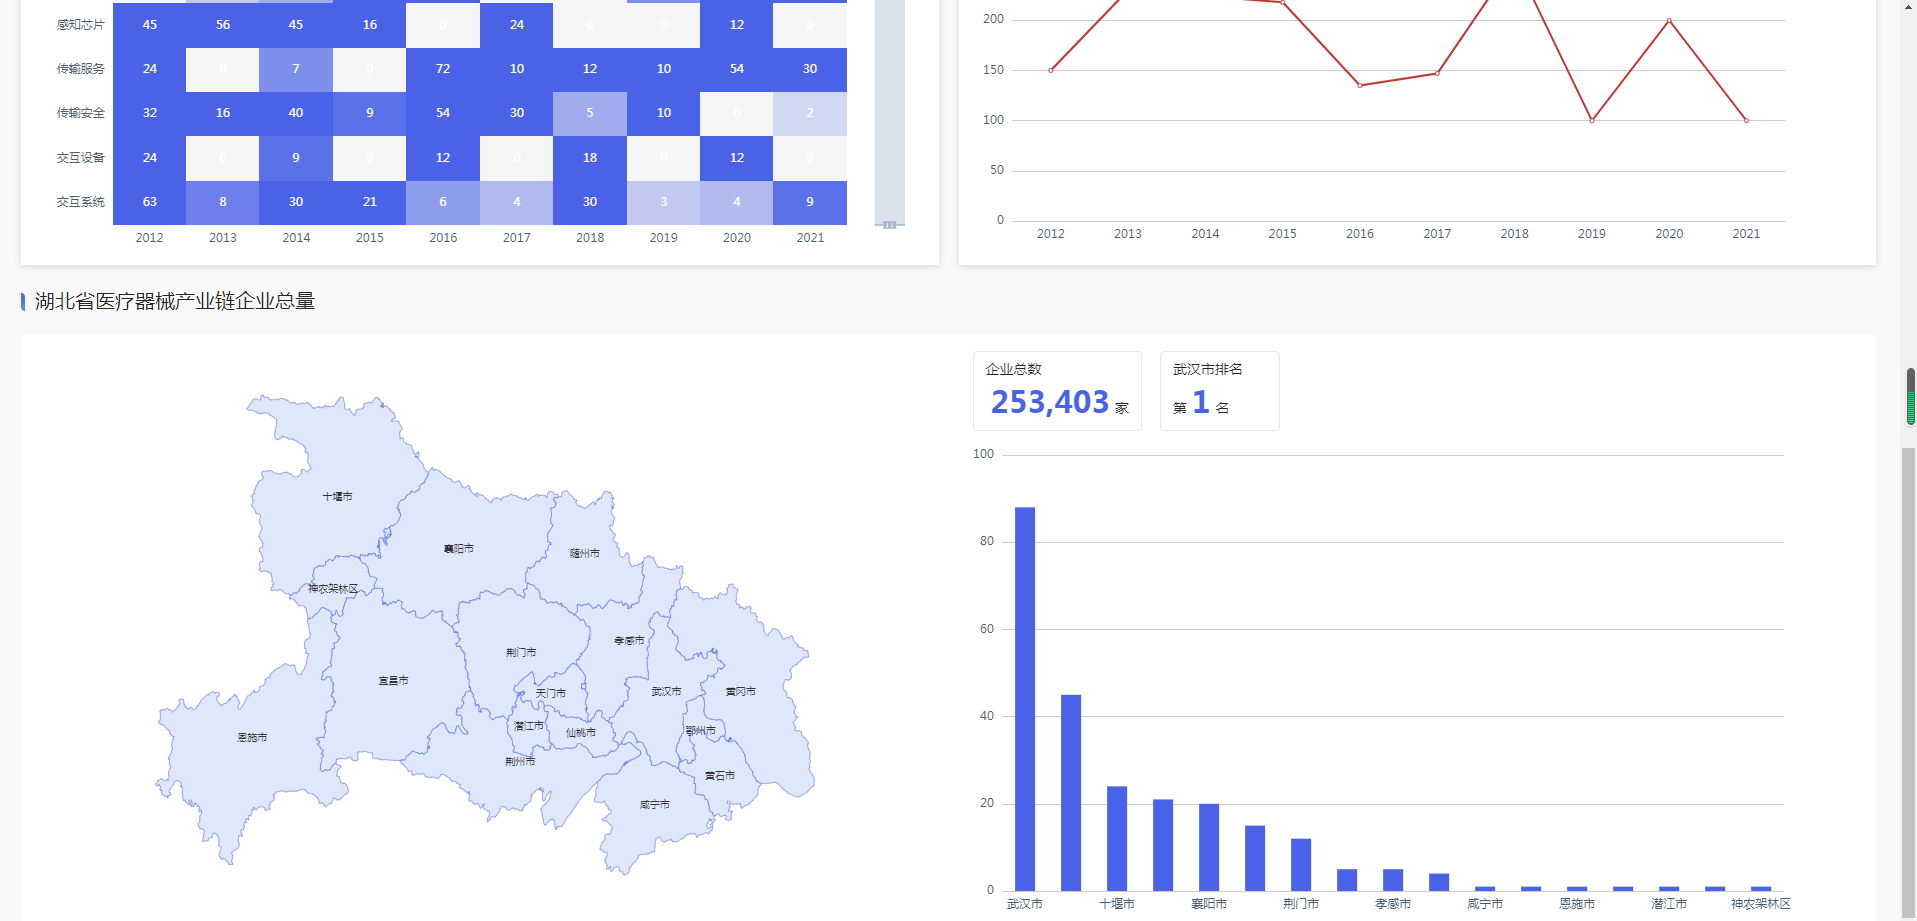 感知芯片 45 56 45 16 0 24 0 0 12 0
传输服务 24 0 7 0 72 10 12 10 54 30
传输安全 32 16 40 9 54 30 5 10 0 2
交互设备 24 0 9 0 12 0 18 0 12 0
交互系统 63 8 30 21 6 4 30 3 4 9
2012 2013 2014 2015 2016 2017 2018 2019 2020 2021
200
150
100
50
0
2012 2013 2014 2015 2016 2017 2018 2019 2020 2021
湖北省医疗器械产业链企业总量
十堰市
襄阳市
随州市
神农架林区
孝感市
荆门市
宜昌市
天门市
武汉市
黄冈市
潜江市
仙桃市
鄂州市
恩施市
荆州市
黄石市
咸宁市
企业总数
253,403 家
武汉市排名
第 1 名
100
80
60
40
20
0
武汉市 十堰市 襄阳市 荆门市 孝感市 咸宁市 恩施市 潜江市 神农架林区